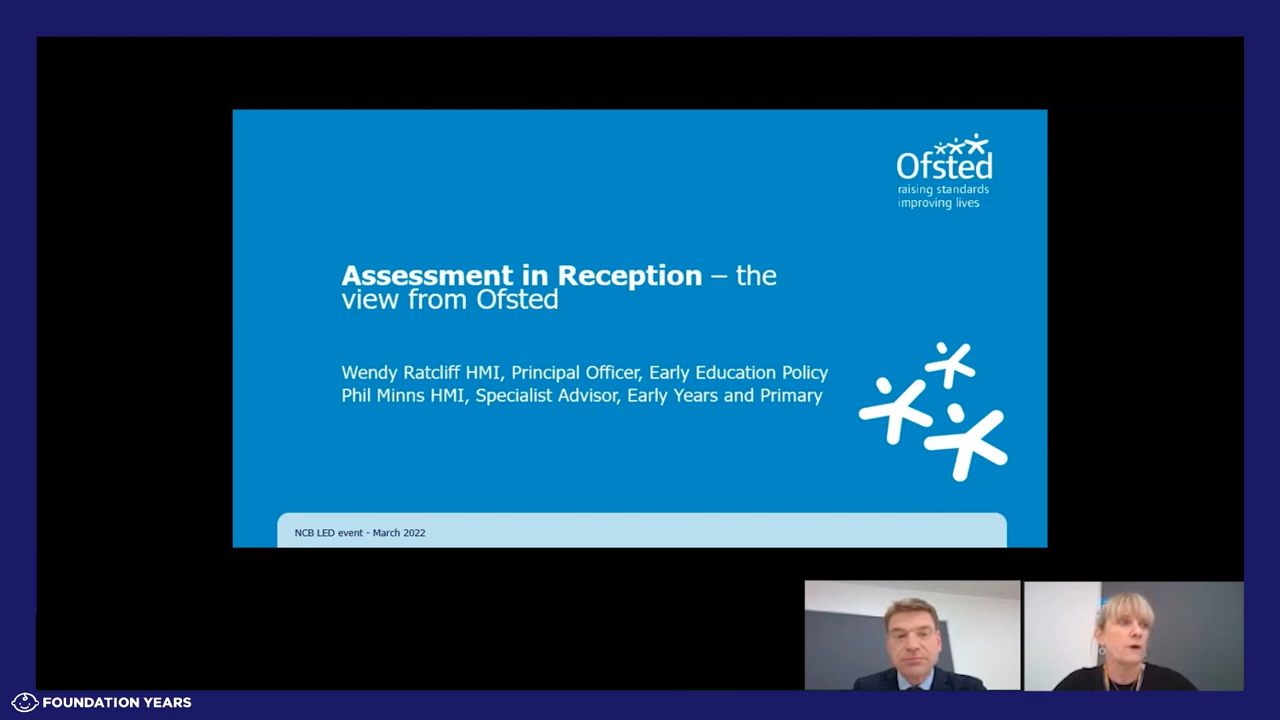 Ofsted
raising standards
improving lives
Assessment in Reception – the
view from Ofsted
Wendy Ratcliff HMI, Principal Officer, Early Education Policy
Phil Minns HMI, Specialist Advisor, Early Years and Primary
NCB LED event - March 2022
FOUNDATION YEARS